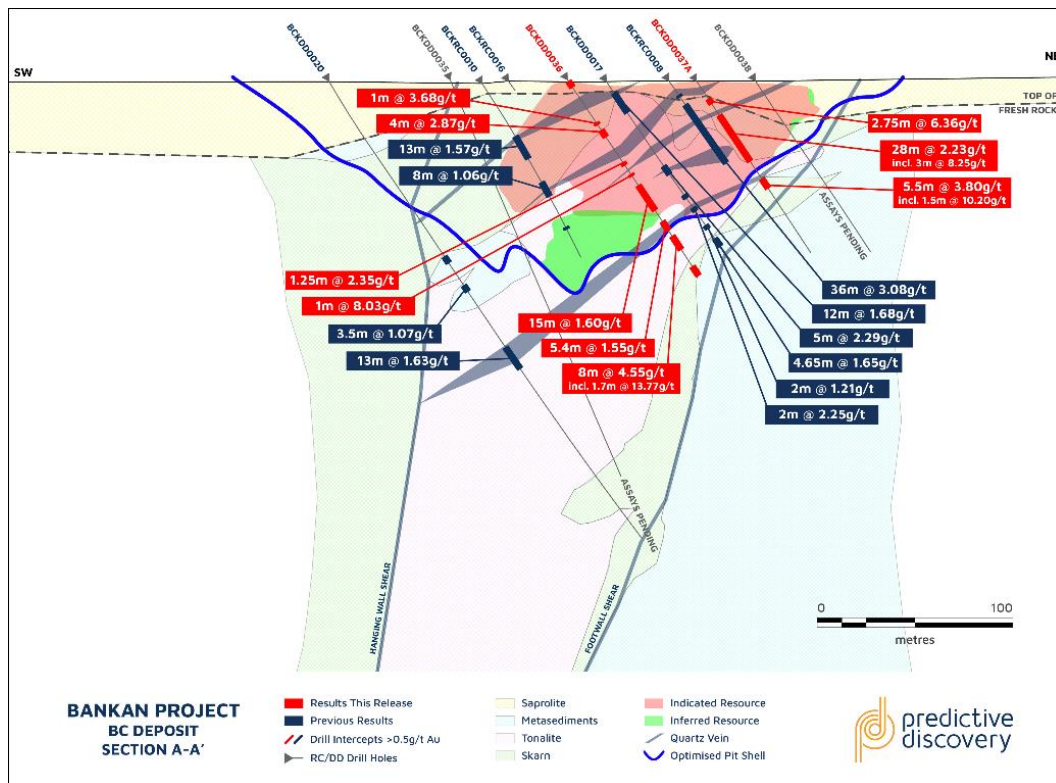 BCKDD0020
BCKDD0035
BCKRC0010
BCKRC0016
BCKDD0036
BCKDD0017
BCKRC0008
BCKDD0037A
BCKDD0038
SW
NE
TOP OF
FRESH ROCK
1m @ 3.68g/t
4m @ 2.87g/t
13m @ 1.57g/t
8m @ 1.06g/t
2.75m @ 6.36g/t
28m @ 2.23g/t
incl. 3m @ 8.25g/t
5.5m @ 3.80g/t
incl. 1.5m @ 10.20g/t
ASSAYS PENDING
1.25m @ 2.35g/t
1m @ 8.03g/t
3.5m @ 1.07g/t
13m @ 1.63g/t
15m @ 1.60g/t
5.4m @ 1.55g/t
8m @ 4.55g/t
incl. 1.7m @ 13.77g/t
36m @ 3.08g/t
12m @ 1.68g/t
5m @ 2.29g/t
4.65m @ 1.65g/t
2m @ 1.21g/t
2m @ 2.25g/t
ASSAYS PENDING
HANGING WALL SHEAR
FOOTWALL SHEAR
0 100
metres
BANKAN PROJECT
BC DEPOSIT
SECTION A-A'
Results This Release
Previous Results
Drill Intercepts >0.5g/t Au
RC/DD Drill Holes
Saprolite
Metasediments
Tonalite
Skarn
Indicated Resource
Inferred Resource
Quartz Vein
Optimised Pit Shell
predictive
discovery